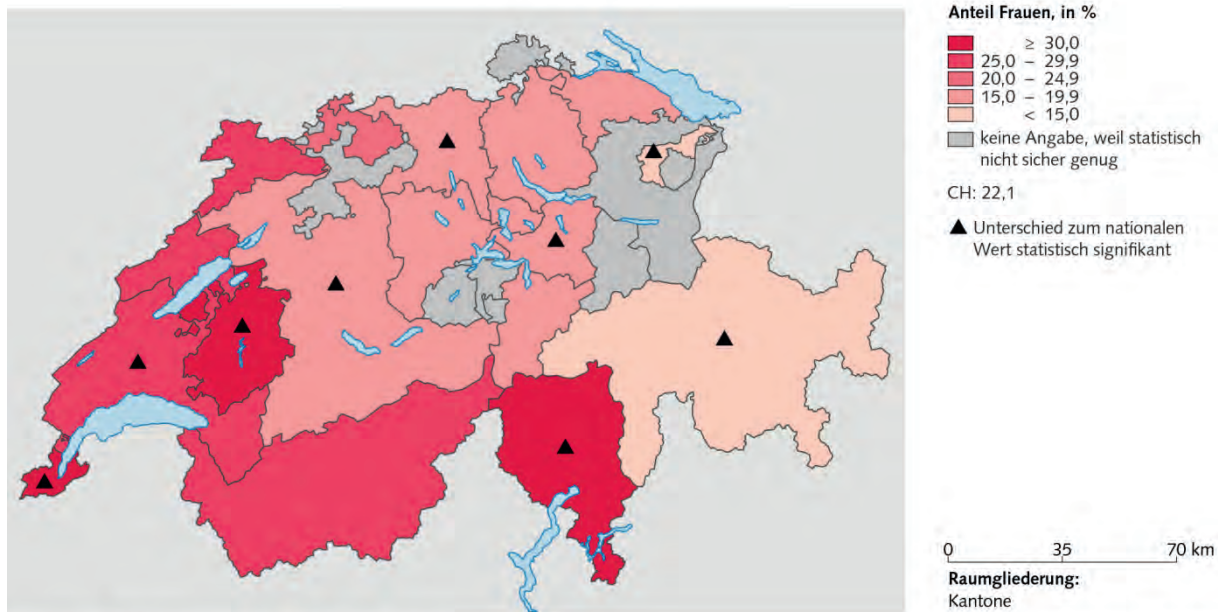 Anteil Frauen, in %
≥ 30,0
25,0 – 29,9
20,0 – 24,9
15,0 – 19,9
< 15,0
keine Angabe, weil statistisch
nicht sicher genug
CH: 22,1
▲ Unterschied zum nationalen
Wert statistisch signifikant
0 35 70 km
Raumgliederung:
Kantone